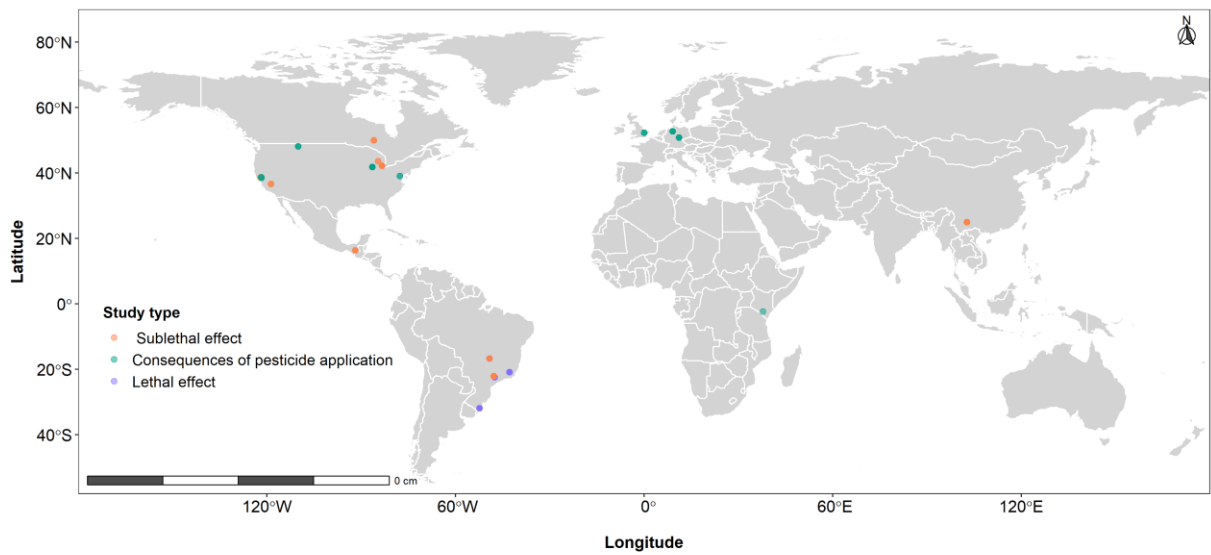 N
80°N
60°N
40°N
20°N
0°
20°S
40°S
Latitude
Study type
Sublethal effect
Consequences of pesticide application
Lethal effect
0 cm
120°W
60°W
0°
60°E
120°E
Longitude